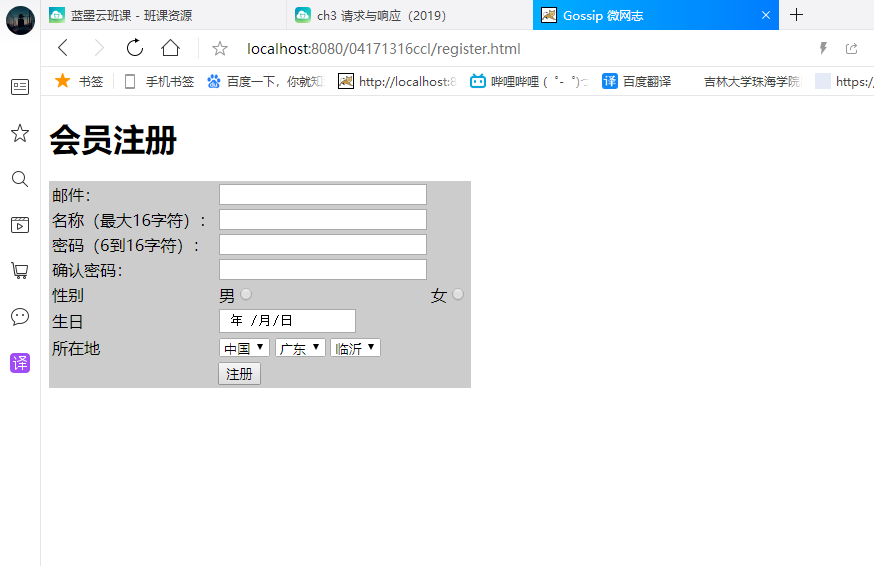 蓝墨云班课 - 班课资源
ch3 请求与响应（2019）
Gossip 微网志
localhost:8080/04171316ccl/register.html
书签
手机书签
百度一下，你就知
http://localhost:8
哔哩哔哩 ( ゜- ゜)つ
译 百度翻译
吉林大学珠海学院
https:/
会员注册
邮件：
名称（最大16字符）：
密码（6到16字符）：
确认密码：
性别 男 女
生日 年 /月/日
所在地 中国 广东 临沂
注册
译